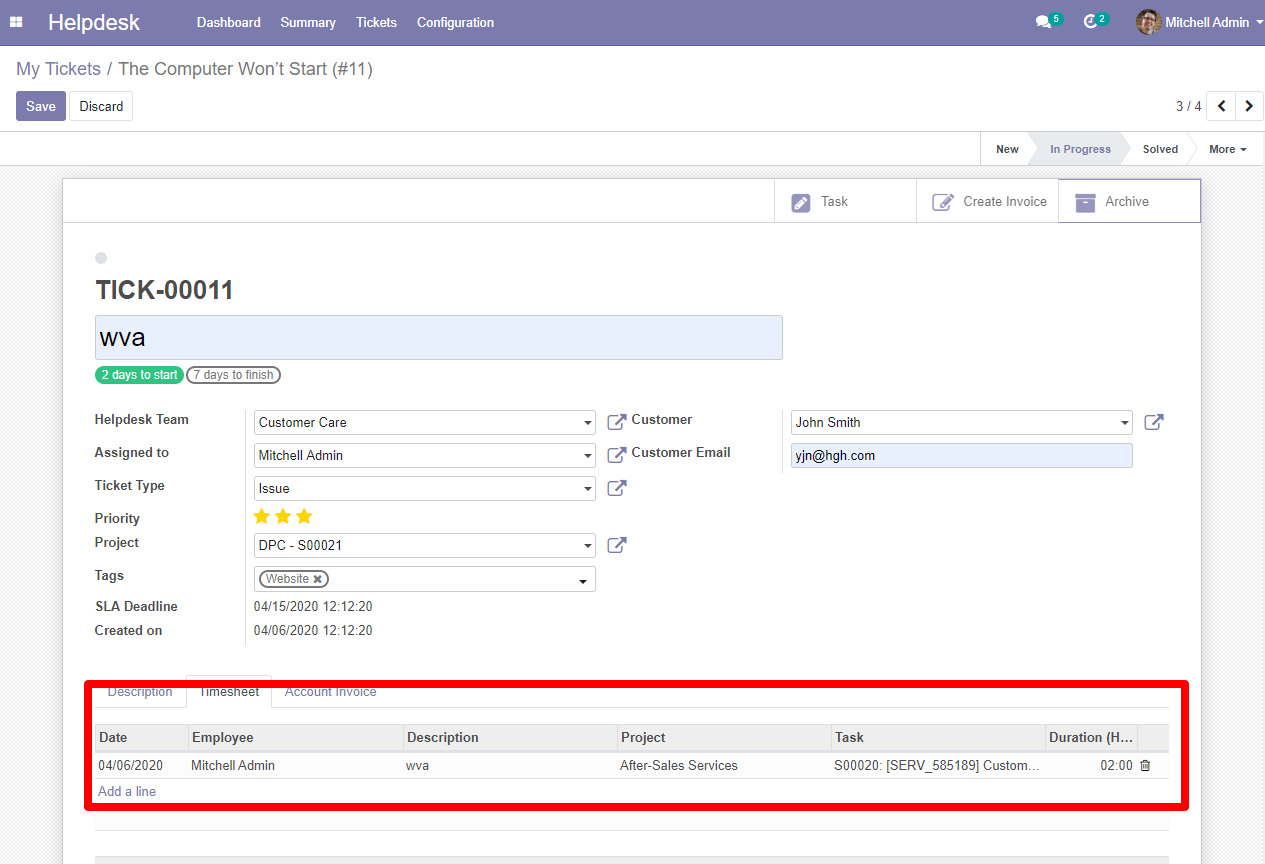 Helpdesk Dashboard Summary Tickets Configuration 5 2 Mitchell Admin
My Tickets / The Computer Won’t Start (#11)
Save Discard 3 / 4
New In Progress Solved More
Task Create Invoice Archive
TICK-00011
wva
2 days to start 7 days to finish
Helpdesk Team Customer Care Customer John Smith
Assigned to Mitchell Admin Customer Email yjn@hgh.com
Ticket Type Issue
Priority
Project DPC - S00021
Tags Website
SLA Deadline 04/15/2020 12:12:20
Created on 04/06/2020 12:12:20
Description Timesheet Account Invoice
Date Employee Description Project Task Duration (H...
04/06/2020 Mitchell Admin wva After-Sales Services S00020: [SERV_585189] Custom... 02:00
Add a line